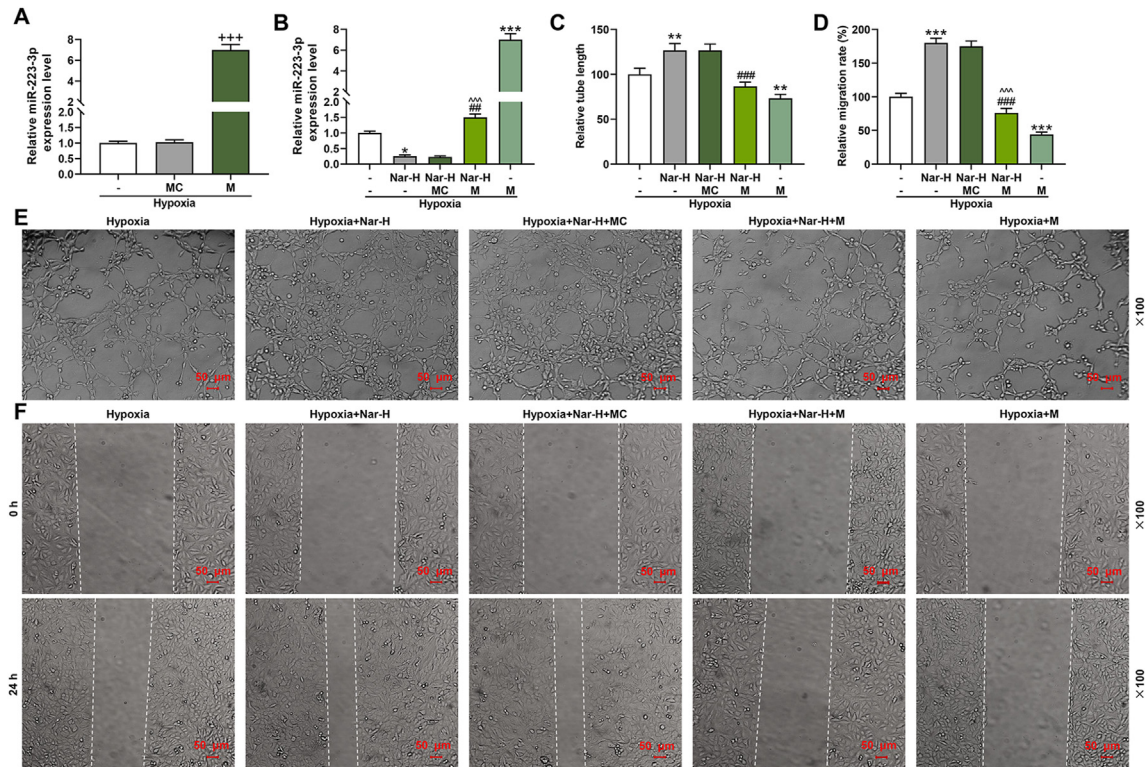 A
Relative miR-223-3p
expression level
8
6
4
2
2.0
1.5
1.0
0.5
0.0
+++
- MC M
Hypoxia
B
Relative miR-223-3p
expression level
8
6
4
2
2.0
1.5
1.0
0.5
0.0
*
^^^
##
***
- Nar-H Nar-H Nar-H -
- - MC M M
Hypoxia
C
Relative tube length
150
100
50
0
**
###
**
- Nar-H Nar-H Nar-H -
- - MC M M
Hypoxia
D
Relative migration rate (%)
200
150
100
50
0
***
^^^
###
***
- Nar-H Nar-H Nar-H -
- - MC M M
Hypoxia
E
Hypoxia Hypoxia+Nar-H Hypoxia+Nar-H+MC Hypoxia+Nar-H+M Hypoxia+M
50 μm 50 μm 50 μm 50 μm 50 μm
×100
F
Hypoxia Hypoxia+Nar-H Hypoxia+Nar-H+MC Hypoxia+Nar-H+M Hypoxia+M
0 h
50 μm 50 μm 50 μm 50 μm 50 μm
×100
24 h
50 μm 50 μm 50 μm 50 μm 50 μm
×100